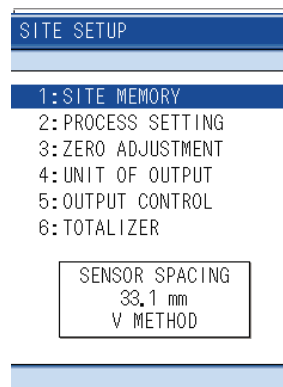 SITE SETUP
1:SITE MEMORY
2:PROCESS SETTING
3:ZERO ADJUSTMENT
4:UNIT OF OUTPUT
5:OUTPUT CONTROL
6:TOTALIZER
SENSOR SPACING
33.1 mm
V METHOD